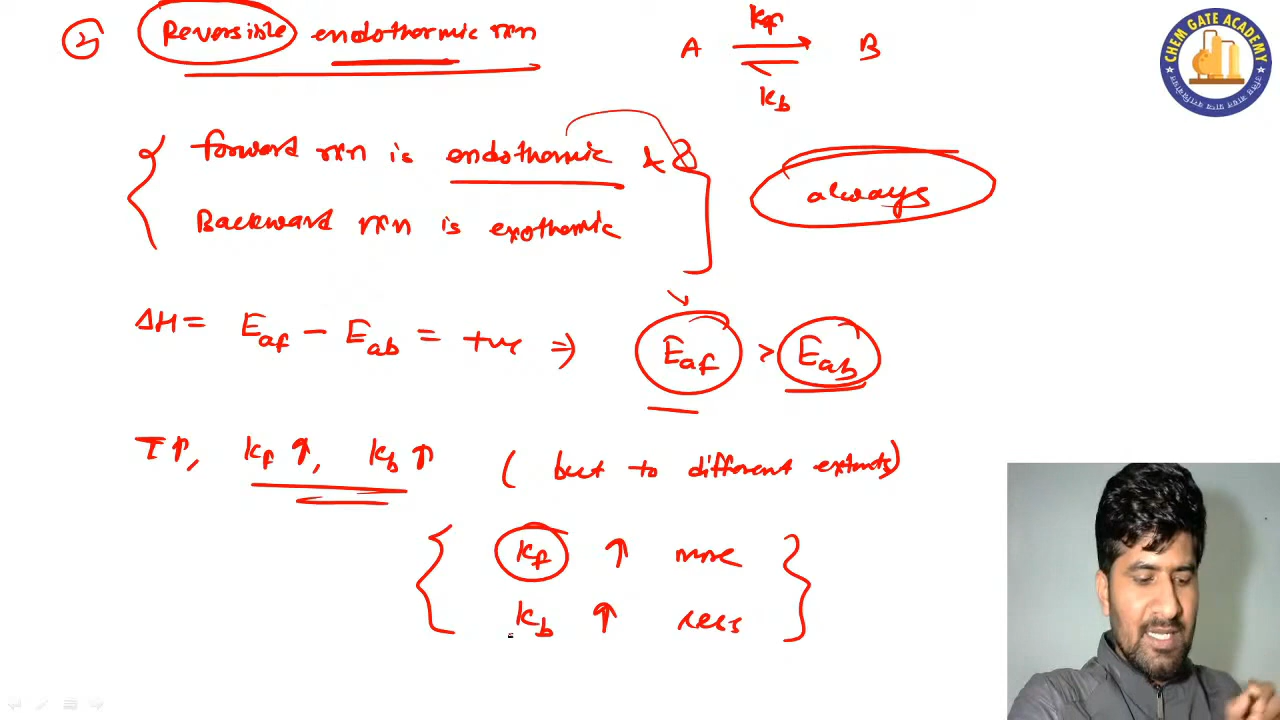 ② Reversible endothermic rxn
A ⇌ B
kf
kb
forward rxn is endothermic &
Backward rxn is exothermic
always
ΔH = Eaf - Eab = +ve ⇒ Eaf > Eab
T↑, kf ↑, kb ↑ ( but to different extents)
kf ↑ more
kb ↑ less
CHEM GATE ACADEMY